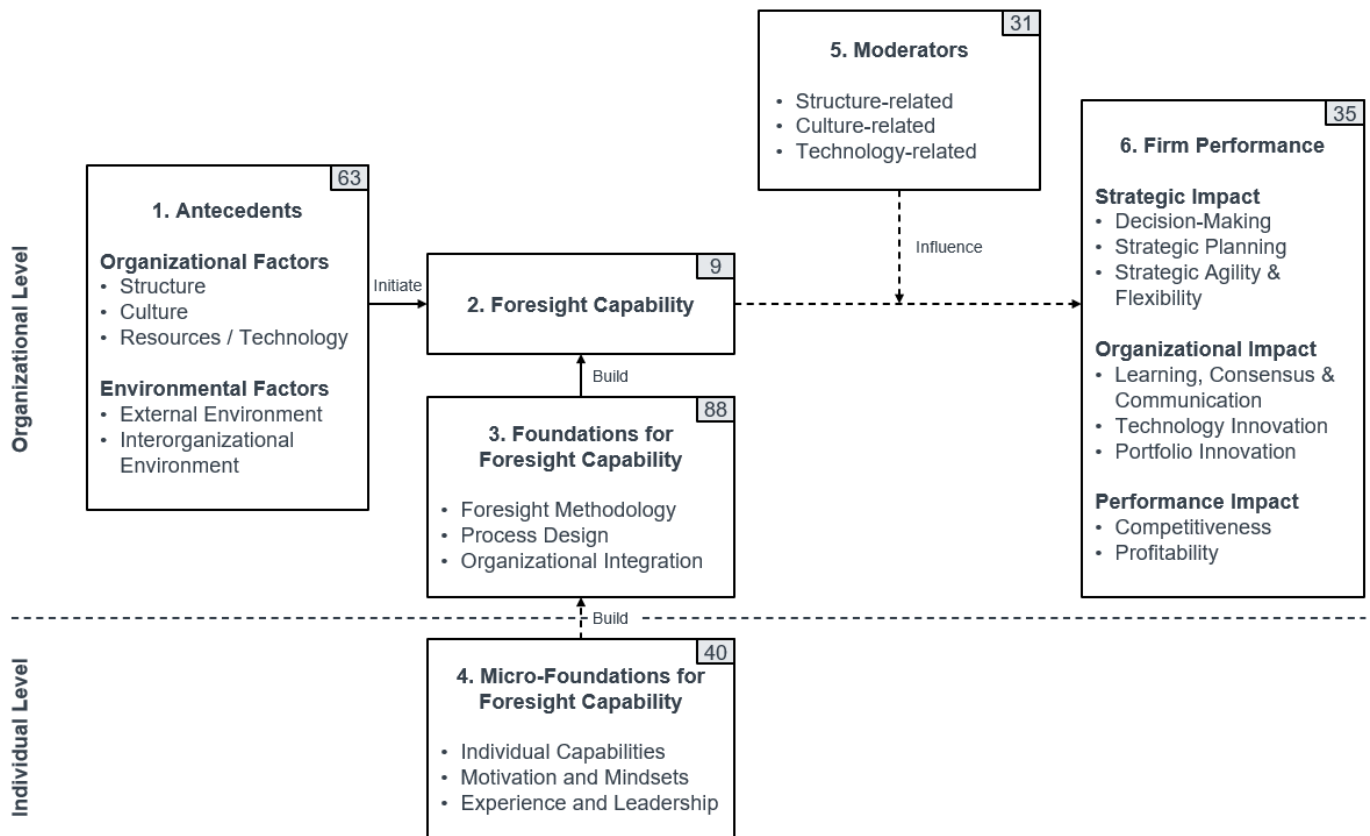 Organizational Level
Individual Level
63
1. Antecedents
Organizational Factors
• Structure
• Culture
• Resources / Technology
Environmental Factors
• External Environment
• Interorganizational
Environment
Initiate
9
2. Foresight Capability
Build
88
3. Foundations for
Foresight Capability
• Foresight Methodology
• Process Design
• Organizational Integration
Build
40
4. Micro-Foundations for
Foresight Capability
• Individual Capabilities
• Motivation and Mindsets
• Experience and Leadership
31
5. Moderators
• Structure-related
• Culture-related
• Technology-related
Influence
35
6. Firm Performance
Strategic Impact
• Decision-Making
• Strategic Planning
• Strategic Agility &
Flexibility
Organizational Impact
• Learning, Consensus &
Communication
• Technology Innovation
• Portfolio Innovation
Performance Impact
• Competitiveness
• Profitability